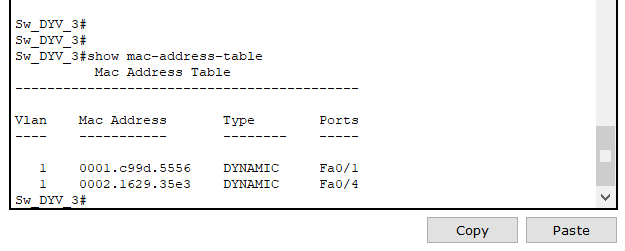 Sw_DYV_3#
Sw_DYV_3#
Sw_DYV_3#show mac-address-table
Mac Address Table
-------------------------------------------
Vlan    Mac Address       Type        Ports
----    -----------       --------    -----
1    0001.c99d.5556    DYNAMIC     Fa0/1
1    0002.1629.35e3    DYNAMIC     Fa0/4
Sw_DYV_3#
Copy    Paste